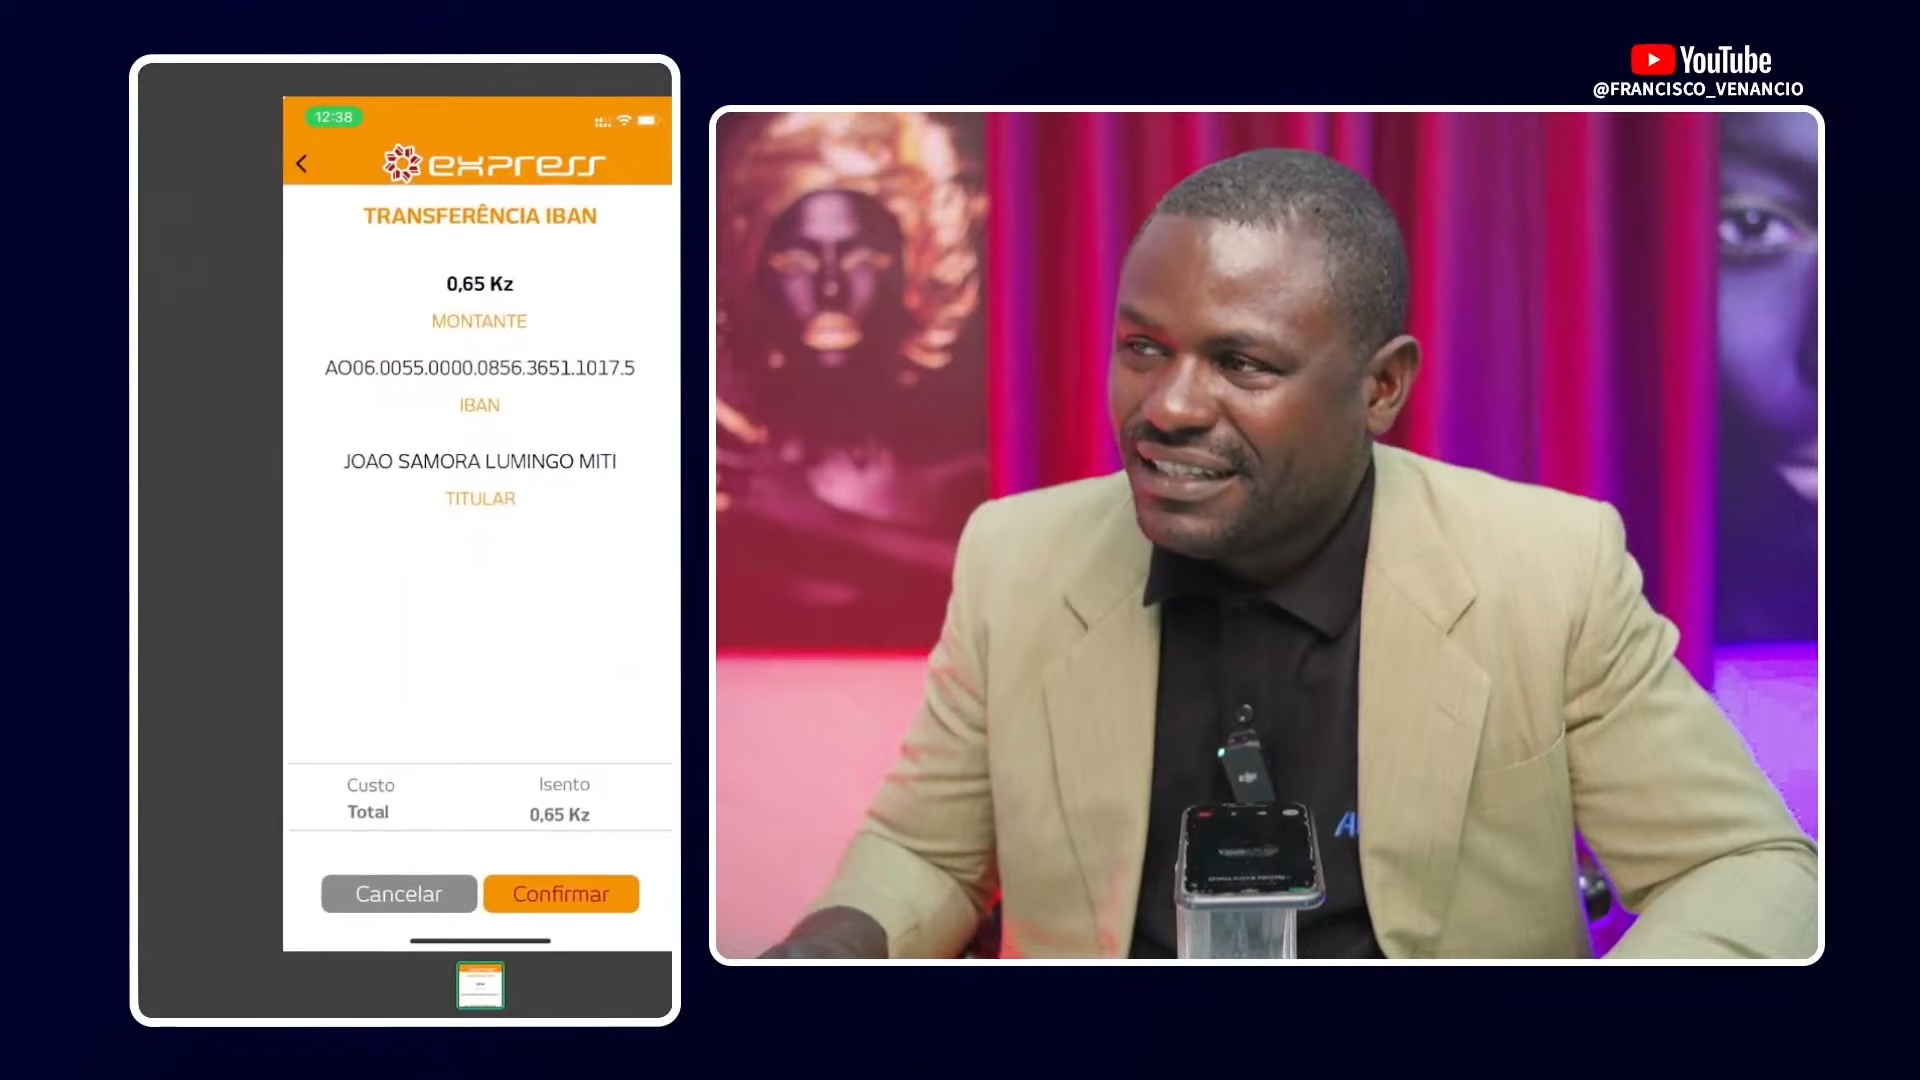 12:38
express
TRANSFERÊNCIA IBAN
0,65 Kz
MONTANTE
AO06.0055.0000.0856.3651.1017.5
IBAN
JOAO SAMORA LUMINGO MITI
TITULAR
Custo Isento
Total 0,65 Kz
Cancelar Confirmar
YouTube
@FRANCISCO_VENANCIO